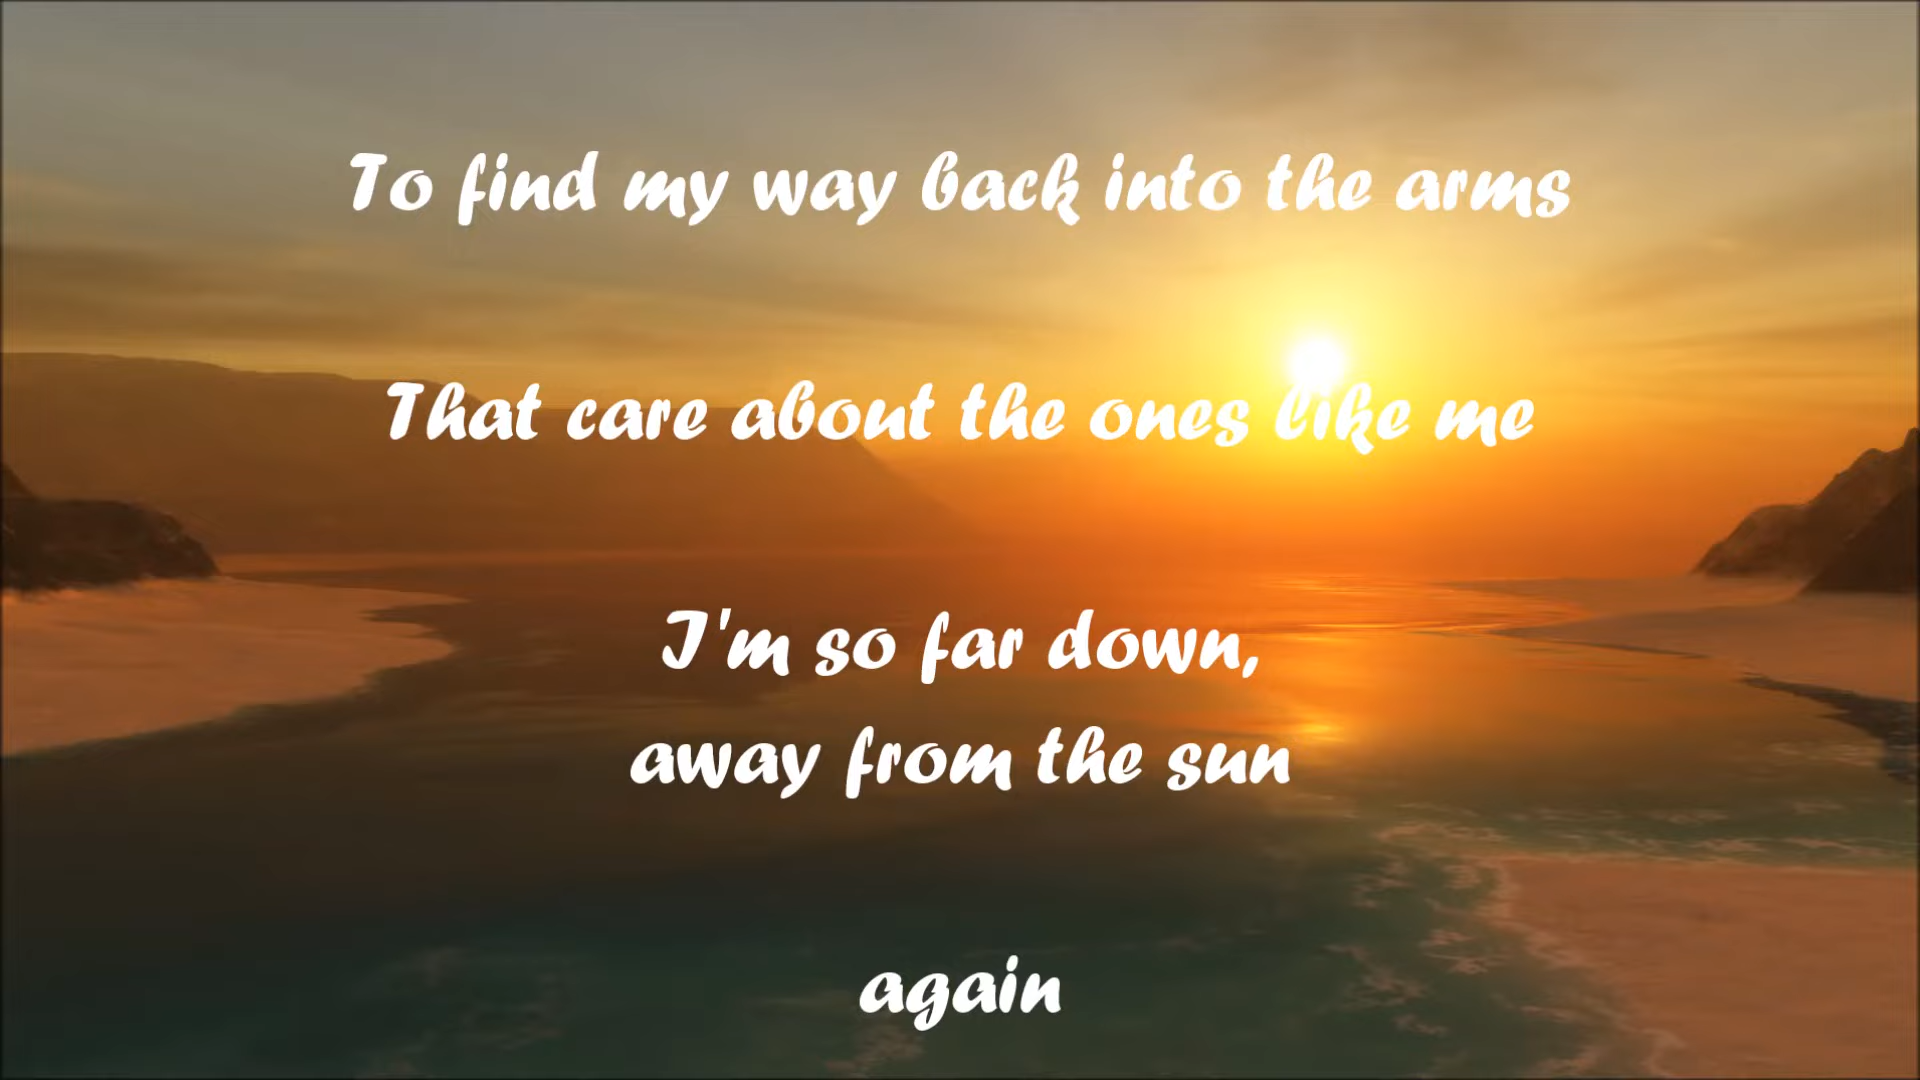 To find my way back into the arms
That care about the ones like me
I'm so far down,
away from the sun
again